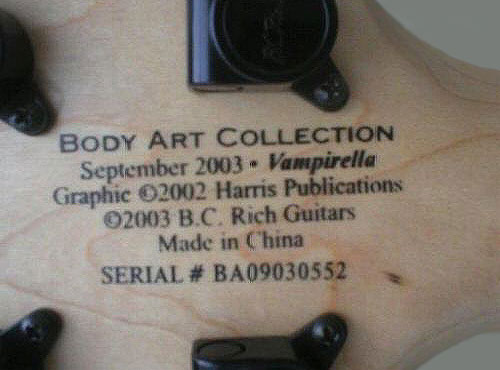 BODY ART COLLECTION
September 2003 • Vampirella
Graphic ©2002 Harris Publications
©2003 B.C. Rich Guitars
Made in China
SERIAL # BA09030552